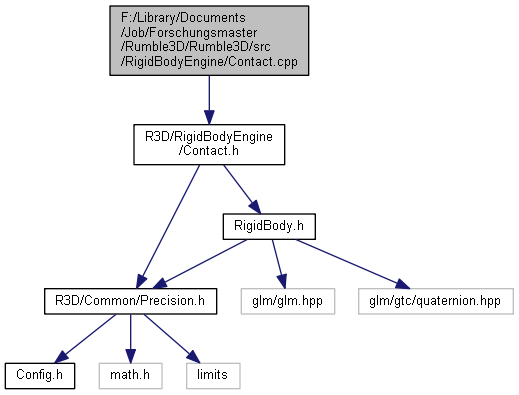 F:/Library/Documents
/Job/Forschungsmaster
/Rumble3D/Rumble3D/src
/RigidBodyEngine/Contact.cpp
R3D/RigidBodyEngine
/Contact.h
RigidBody.h
R3D/Common/Precision.h
glm/glm.hpp
glm/gtc/quaternion.hpp
Config.h
math.h
limits